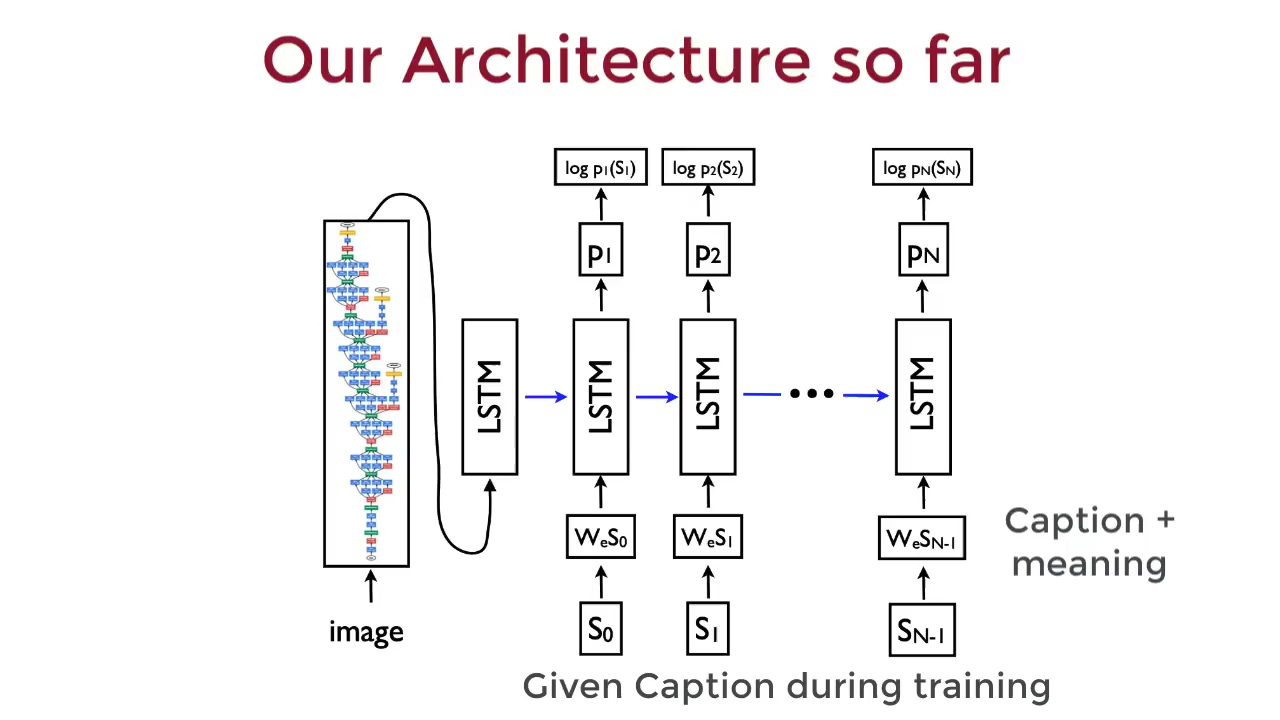 Our Architecture so far
log p1(S1)
log p2(S2)
log pN(SN)
p1
p2
pN
LSTM
LSTM
LSTM
LSTM
WeS0
WeS1
WeSN-1
Caption +
meaning
image
S0
S1
SN-1
Given Caption during training